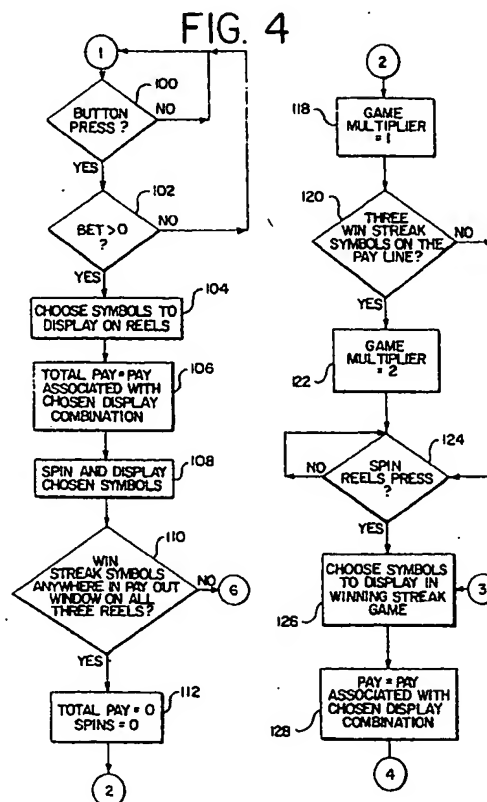 FIG. 4
1
100
BUTTON
PRESS ?
NO
YES
102
BET>0
?
NO
YES
104
CHOOSE SYMBOLS TO
DISPLAY ON REELS
106
TOTAL PAY=PAY
ASSOCIATED WITH
CHOSEN DISPLAY
COMBINATION
108
SPIN AND DISPLAY
CHOSEN SYMBOLS
110
WIN
STREAK SYMBOLS
ANYWHERE IN PAY OUT
WINDOW ON ALL
THREE REELS?
NO
6
YES
112
TOTAL PAY = 0
SPINS = 0
2
2
118
GAME
MULTIPLIER
= 1
120
THREE
WIN STREAK
SYMBOLS ON THE
PAY LINE?
NO
YES
GAME
MULTIPLIER
= 2
122
124
SPIN
REELS PRESS
?
NO
YES
CHOOSE SYMBOLS
TO DISPLAY IN
WINNING STREAK
GAME
126
3
PAY = PAY
ASSOCIATED WITH
CHOSEN DISPLAY
COMBINATION
128
4